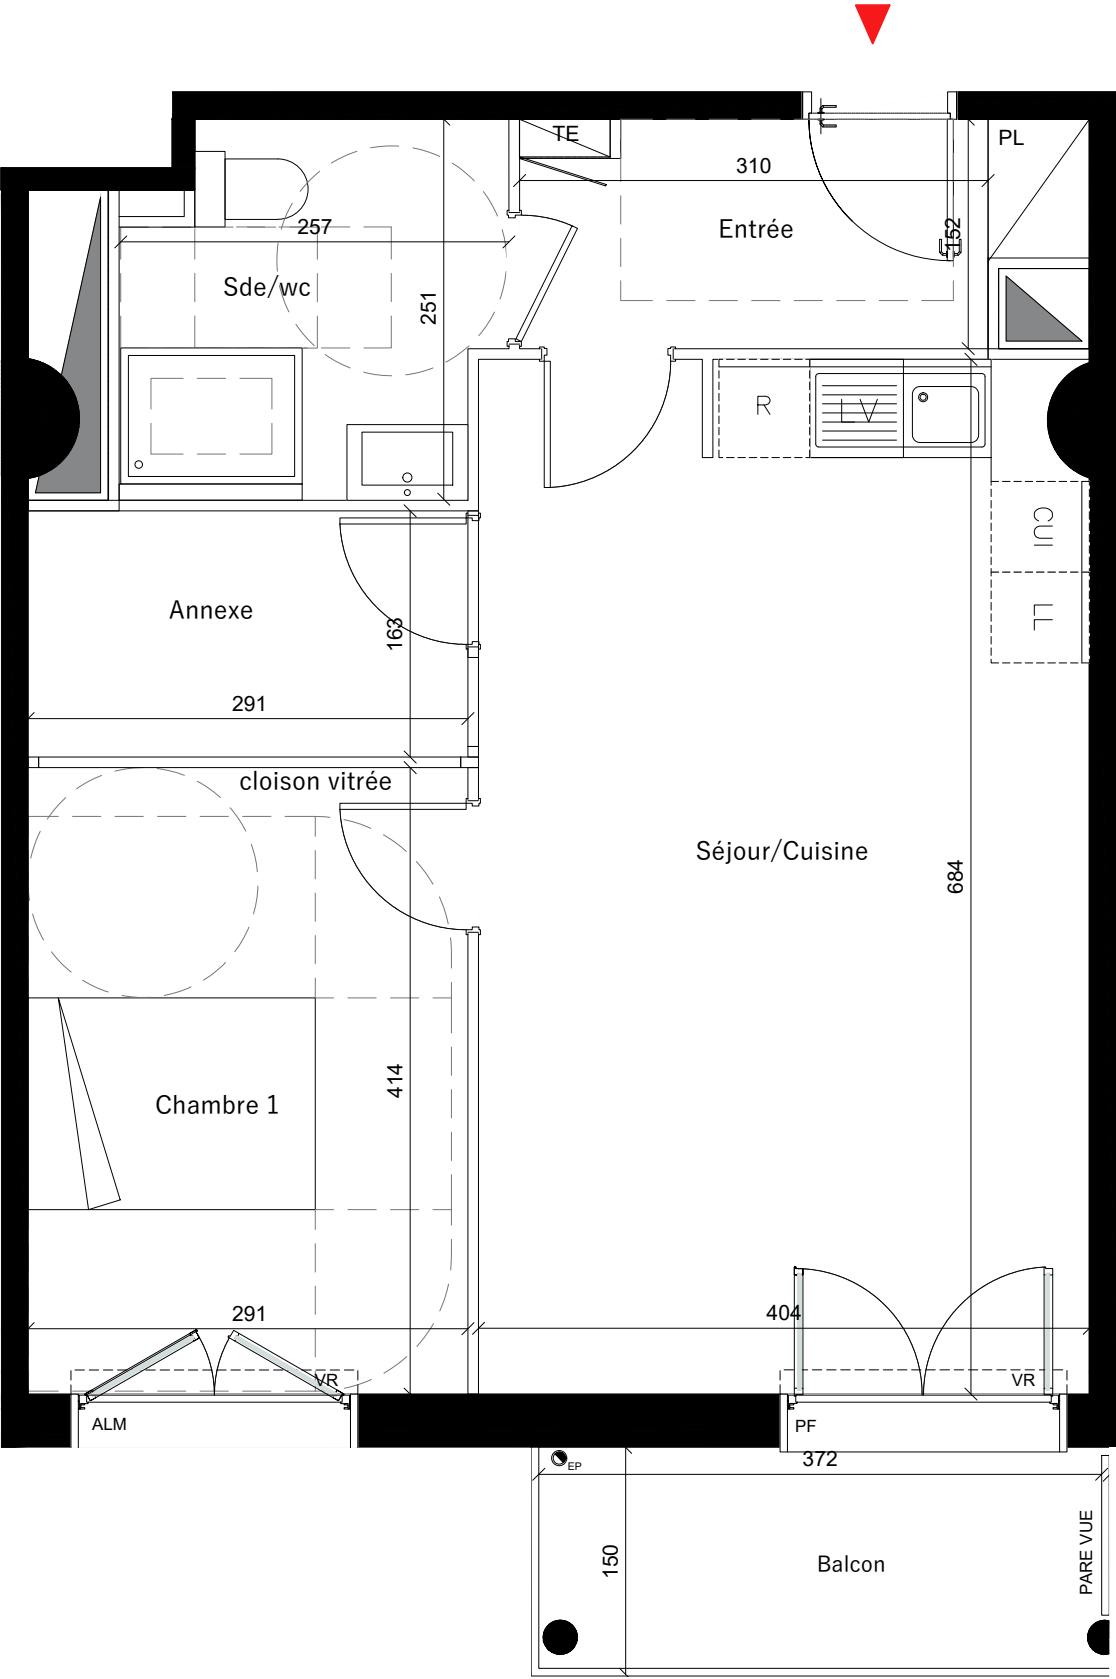 TE
PL
310
Entrée
152
257
Sde/wc
251
R
LV
CUI
LL
Annexe
163
291
cloison vitrée
Séjour/Cuisine
684
414
Chambre 1
291
404
VR
VR
ALM
PF
372
EP
150
Balcon
PARE VUE